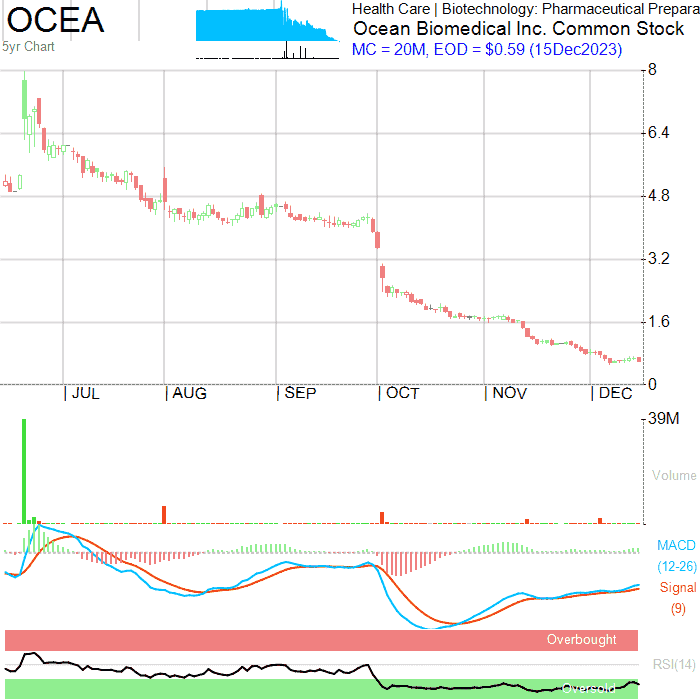 OCEA
5yr Chart
Health Care | Biotechnology: Pharmaceutical Prepara
Ocean Biomedical Inc. Common Stock
MC = 20M, EOD = $0.59 (15Dec2023)
8
6.4
4.8
3.2
1.6
0
| JUL | AUG | SEP | OCT | NOV | DEC
39M
Volume
MACD
(12-26)
Signal
(9)
Overbought
RSI(14)
Oversold